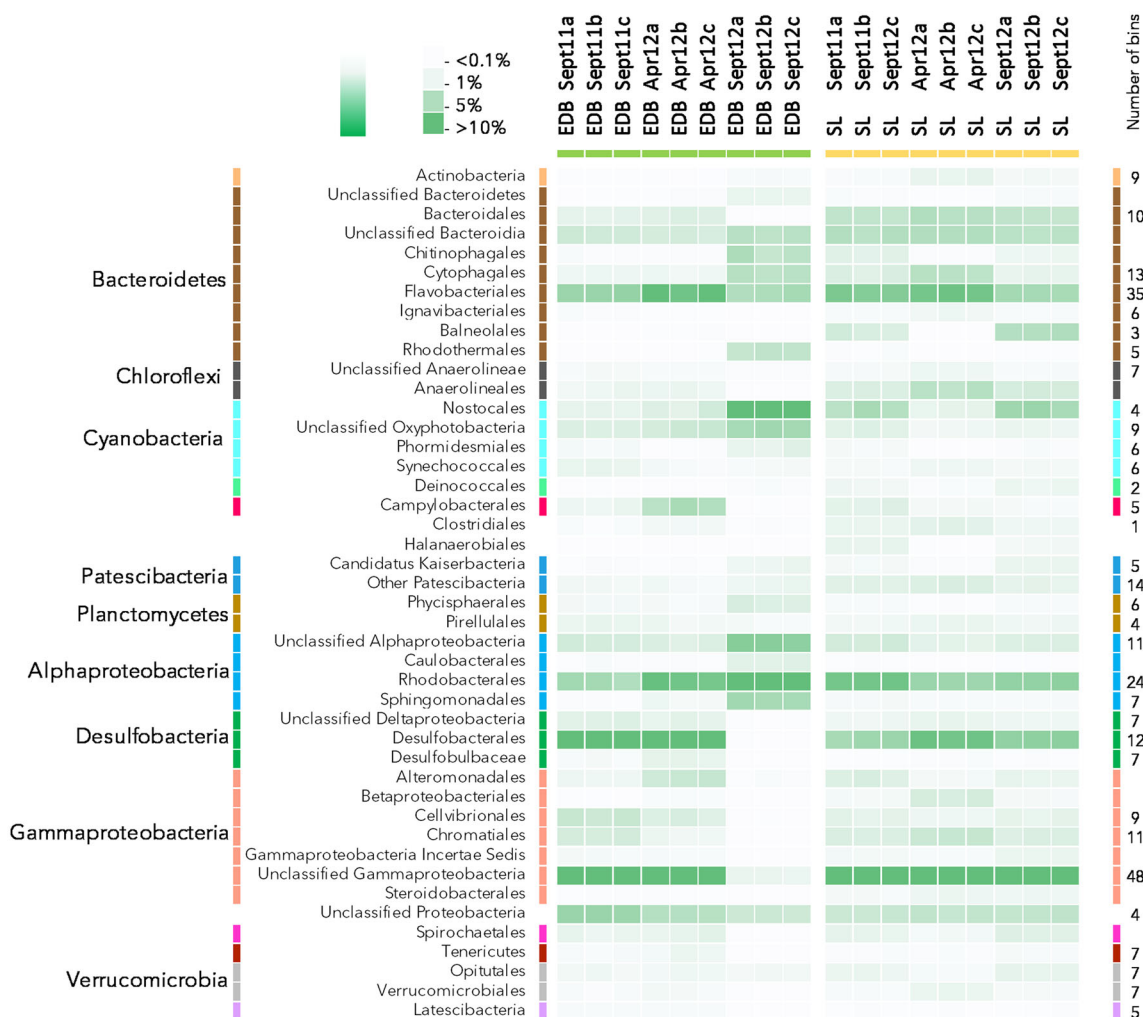 EDB Sept11a
EDB Sept11b
EDB Sept11c
EDB Apr12a
EDB Apr12b
EDB Apr12c
EDB Sept12a
EDB Sept12b
EDB Sept12c
SL Sept11a
SL Sept11b
SL Sept11c
SL Apr12a
SL Apr12b
SL Apr12c
SL Sept12a
SL Sept12b
SL Sept12c
Number of bins
- <0.1%
- 1%
- 5%
- >10%
Actinobacteria 9
Unclassified Bacteroidetes
Bacteroidales 10
Unclassified Bacteroidia
Chitinophagales
Bacteroidetes
Cytophagales 13
Flavobacteriales 35
Ignavibacteriales 6
Balneolales 3
Rhodothermales 5
Chloroflexi
Unclassified Anaerolineae 7
Anaerolineales
Nostocales 4
Cyanobacteria
Unclassified Oxyphotobacteria 9
Phormidesmiales 6
Synechococcales 6
Deinococcales 2
Campylobacterales 5
Clostridiales 1
Halanaerobiales
Patescibacteria
Candidatus Kaiserbacteria 5
Other Patescibacteria 14
Planctomycetes
Phycisphaerales 6
Pirellulales 4
Unclassified Alphaproteobacteria 11
Alphaproteobacteria
Caulobacterales
Rhodobacterales 24
Sphingomonadales 7
Unclassified Deltaproteobacteria 7
Desulfobacteria
Desulfobacterales 12
Desulfobulbaceae 7
Alteromonadales
Betaproteobacteriales
Cellvibrionales 9
Gammaproteobacteria
Chromatiales 11
Gammaproteobacteria Incertae Sedis
Unclassified Gammaproteobacteria 48
Steroidobacterales
Unclassified Proteobacteria 4
Spirochaetales
Tenericutes 7
Verrucomicrobia
Opitutales 7
Verrucomicrobiales 7
Latescibacteria 5